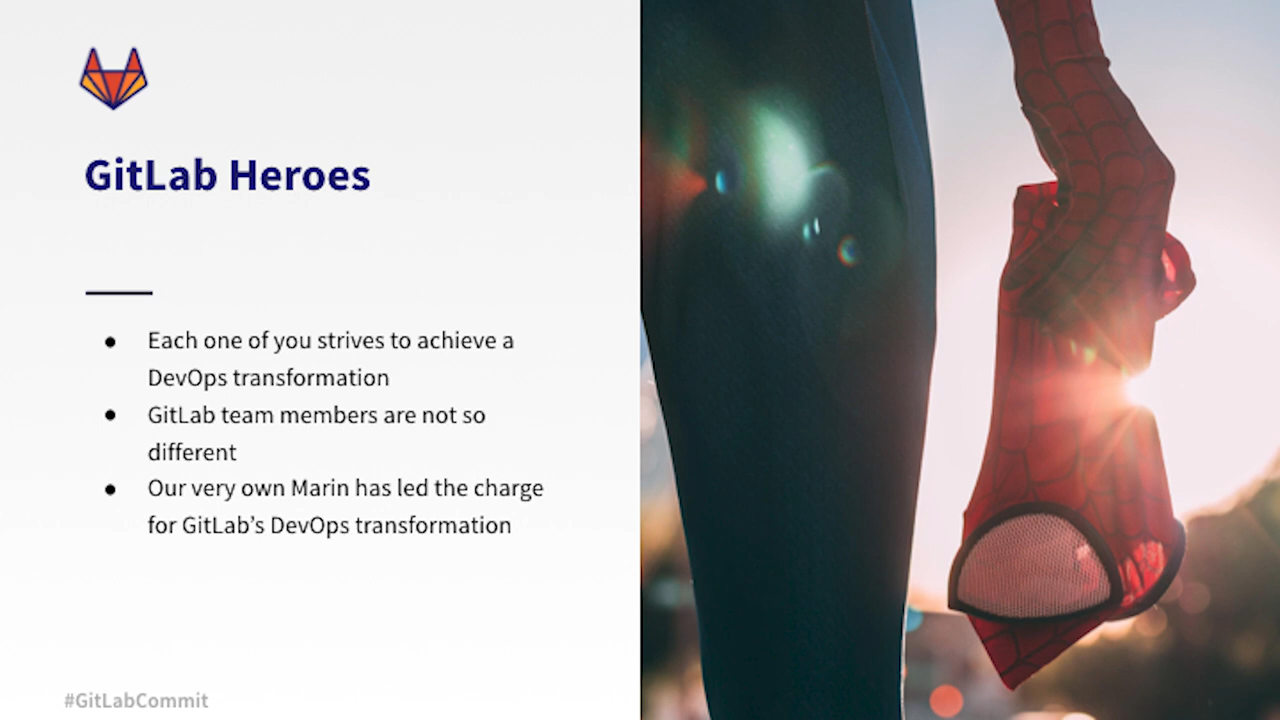 GitLab Heroes
● Each one of you strives to achieve a
DevOps transformation
● GitLab team members are not so
different
● Our very own Marin has led the charge
for GitLab’s DevOps transformation
#GitLabCommit